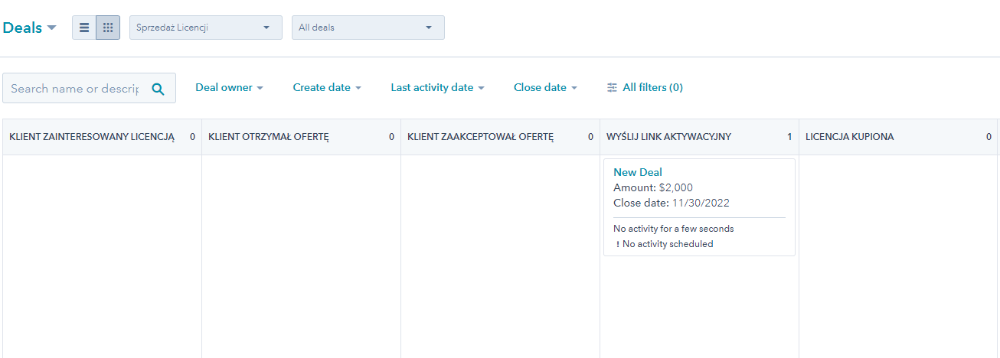 Deals
Sprzedaż Licencji
All deals
Search name or descrip
Deal owner
Create date
Last activity date
Close date
All filters (0)
KLIENT ZAINTERESOWANY LICENCJĄ 0
KLIENT OTRZYMAŁ OFERTĘ 0
KLIENT ZAAKCEPTOWAŁ OFERTĘ 0
WYŚLIJ LINK AKTYWACYJNY 1
LICENCJA KUPIONA 0
New Deal
Amount: $2,000
Close date: 11/30/2022
No activity for a few seconds
! No activity scheduled